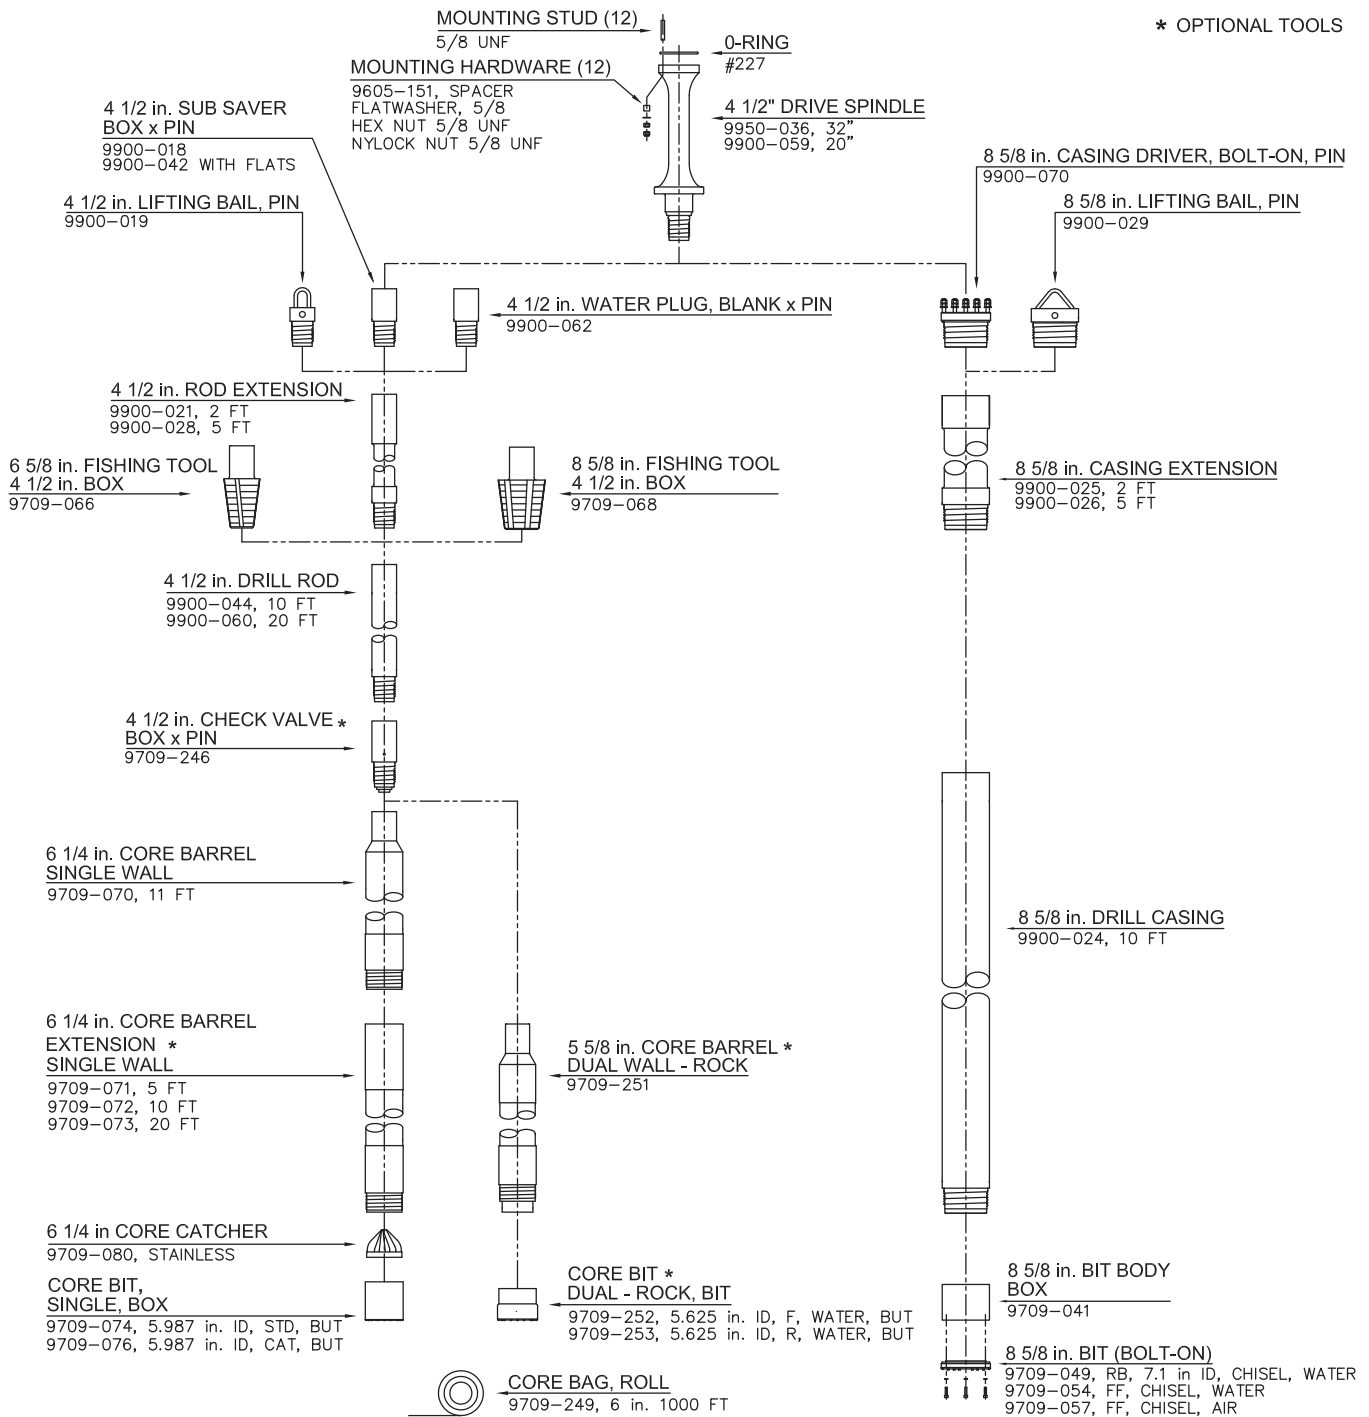 MOUNTING STUD (12)
5/8 UNF
* OPTIONAL TOOLS
0-RING
#227
MOUNTING HARDWARE (12)
9605-151, SPACER
FLATWASHER, 5/8
HEX NUT 5/8 UNF
NYLOCK NUT 5/8 UNF
4 1/2 in. SUB SAVER
BOX x PIN
9900-018
9900-042 WITH FLATS
4 1/2" DRIVE SPINDLE
9950-036, 32"
9900-059, 20"
8 5/8 in. CASING DRIVER, BOLT-ON, PIN
9900-070
4 1/2 in. LIFTING BAIL, PIN
9900-019
8 5/8 in. LIFTING BAIL, PIN
9900-029
4 1/2 in. WATER PLUG, BLANK x PIN
9900-062
4 1/2 in. ROD EXTENSION
9900-021, 2 FT
9900-028, 5 FT
6 5/8 in. FISHING TOOL
4 1/2 in. BOX
9709-066
8 5/8 in. FISHING TOOL
4 1/2 in. BOX
9709-068
8 5/8 in. CASING EXTENSION
9900-025, 2 FT
9900-026, 5 FT
4 1/2 in. DRILL ROD
9900-044, 10 FT
9900-060, 20 FT
4 1/2 in. CHECK VALVE *
BOX x PIN
9709-246
6 1/4 in. CORE BARREL
SINGLE WALL
9709-070, 11 FT
8 5/8 in. DRILL CASING
9900-024, 10 FT
6 1/4 in. CORE BARREL
EXTENSION *
SINGLE WALL
9709-071, 5 FT
9709-072, 10 FT
9709-073, 20 FT
5 5/8 in. CORE BARREL *
DUAL WALL - ROCK
9709-251
6 1/4 in CORE CATCHER
9709-080, STAINLESS
CORE BIT,
SINGLE, BOX
9709-074, 5.987 in. ID, STD, BUT
9709-076, 5.987 in. ID, CAT, BUT
CORE BIT *
DUAL - ROCK, BIT
9709-252, 5.625 in. ID, F, WATER, BUT
9709-253, 5.625 in. ID, R, WATER, BUT
8 5/8 in. BIT BODY
BOX
9709-041
8 5/8 in. BIT (BOLT-ON)
9709-049, RB, 7.1 in ID, CHISEL, WATER
9709-054, FF, CHISEL, WATER
9709-057, FF, CHISEL, AIR
CORE BAG, ROLL
9709-249, 6 in. 1000 FT